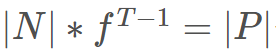 |N| * f^{T-1} = |P|